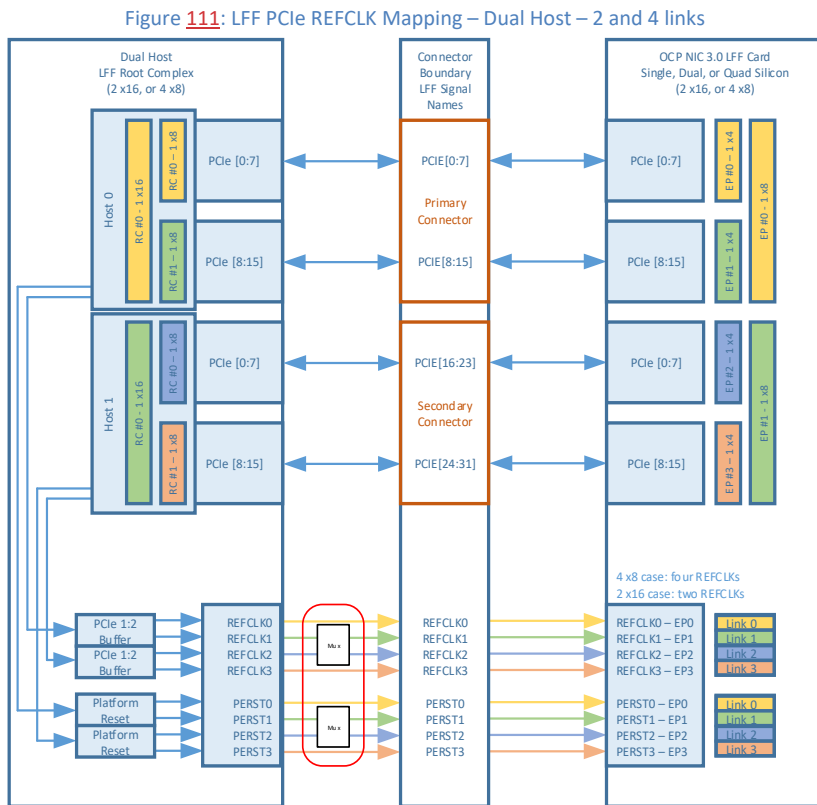 Figure 111: LFF PCIe REFCLK Mapping – Dual Host – 2 and 4 links
Dual Host
LFF Root Complex
(2 x16, or 4 x8)
Connector
Boundary
LFF Signal
Names
OCP NIC 3.0 LFF Card
Single, Dual, or Quad Silicon
(2 x16, or 4 x8)
Host 0
RC #0 – 1 x16
RC #0 – 1 x8
PCIe [0:7]
RC #1 – 1 x8
PCIe [8:15]
PCIE[0:7]
Primary
Connector
PCIE[8:15]
PCIe [0:7]
EP #0 – 1 x4
EP #0 - 1 x8
PCIe [8:15]
EP #1 – 1 x4
Host 1
RC #0 - 1 x16
RC #0 – 1 x8
PCIe [0:7]
RC #1 – 1 x8
PCIe [8:15]
PCIE[16:23]
Secondary
Connector
PCIE[24:31]
PCIe [0:7]
EP #2 – 1 x4
EP #1 - 1 x8
PCIe [8:15]
EP #3 – 1 x4
4 x8 case: four REFCLKs
2 x16 case: two REFCLKs
PCIe 1:2
Buffer
PCIe 1:2
Buffer
REFCLK0
REFCLK1
REFCLK2
REFCLK3
Mux
REFCLK0
REFCLK1
REFCLK2
REFCLK3
REFCLK0 – EP0
REFCLK1 – EP1
REFCLK2 – EP2
REFCLK3 – EP3
Link 0
Link 1
Link 2
Link 3
Platform
Reset
Platform
Reset
PERST0
PERST1
PERST2
PERST3
Mux
PERST0
PERST1
PERST2
PERST3
PERST0 – EP0
PERST1 – EP1
PERST2 – EP2
PERST3 – EP3
Link 0
Link 1
Link 2
Link 3